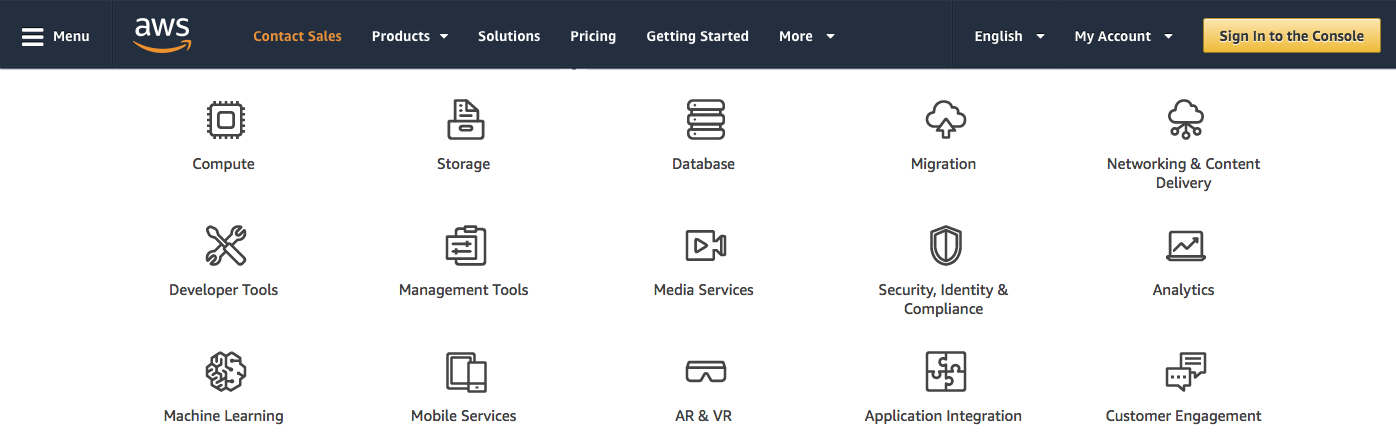 Menu
aws
Contact Sales
Products
Solutions
Pricing
Getting Started
More
English
My Account
Sign In to the Console
Compute
Storage
Database
Migration
Networking & Content
Delivery
Developer Tools
Management Tools
Media Services
Security, Identity &
Compliance
Analytics
Machine Learning
Mobile Services
AR & VR
Application Integration
Customer Engagement